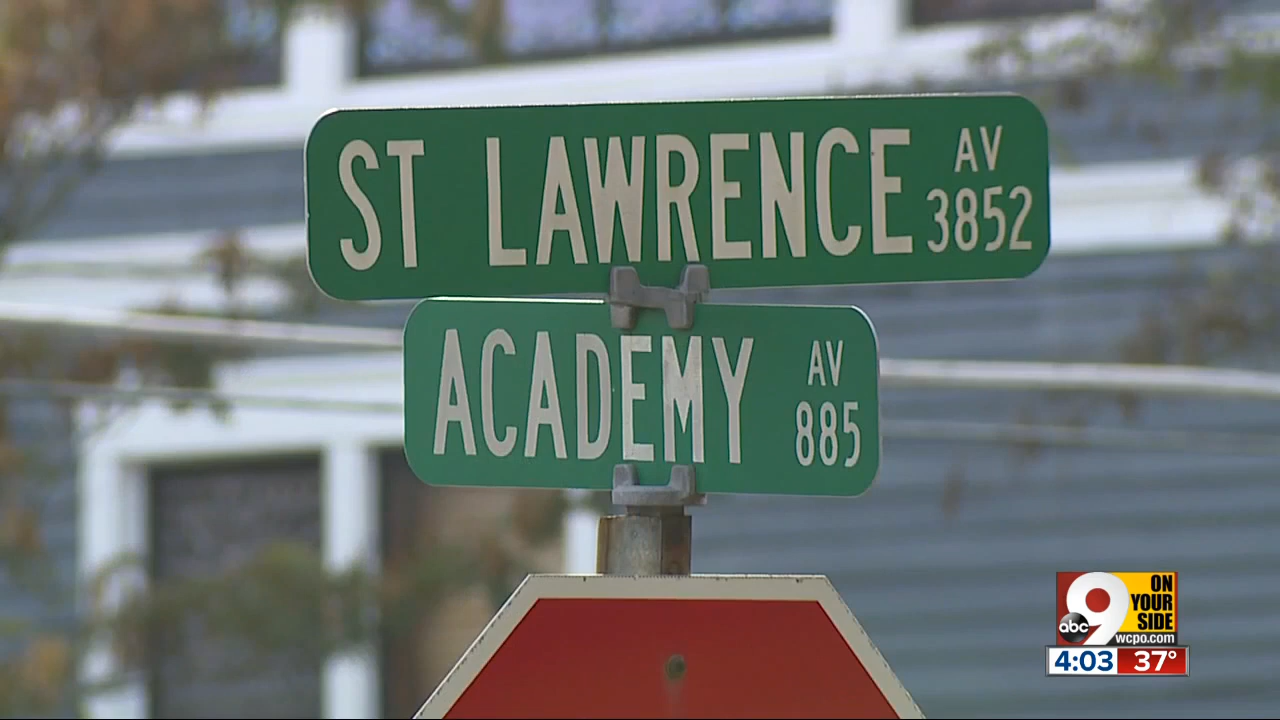 ST LAWRENCE AV
3852
ACADEMY AV
885
abc 9 ON
YOUR
SIDE
wcpo.com
4:03 37°